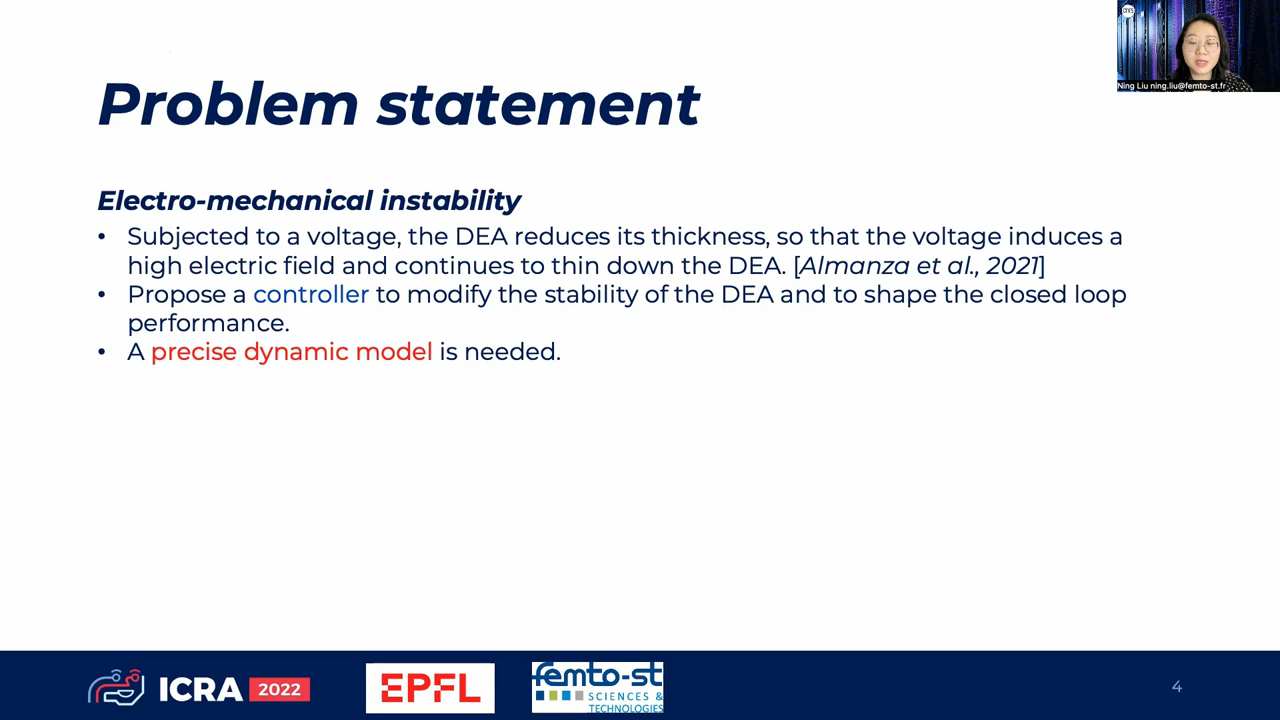 cnrs
Ning Liu ning.liu@femto-st.fr
Problem statement
Electro-mechanical instability
• Subjected to a voltage, the DEA reduces its thickness, so that the voltage induces a
high electric field and continues to thin down the DEA. [Almanza et al., 2021]
• Propose a controller to modify the stability of the DEA and to shape the closed loop
performance.
• A precise dynamic model is needed.
ICRA 2022
EPFL
femto-st
SCIENCES &
TECHNOLOGIES
4